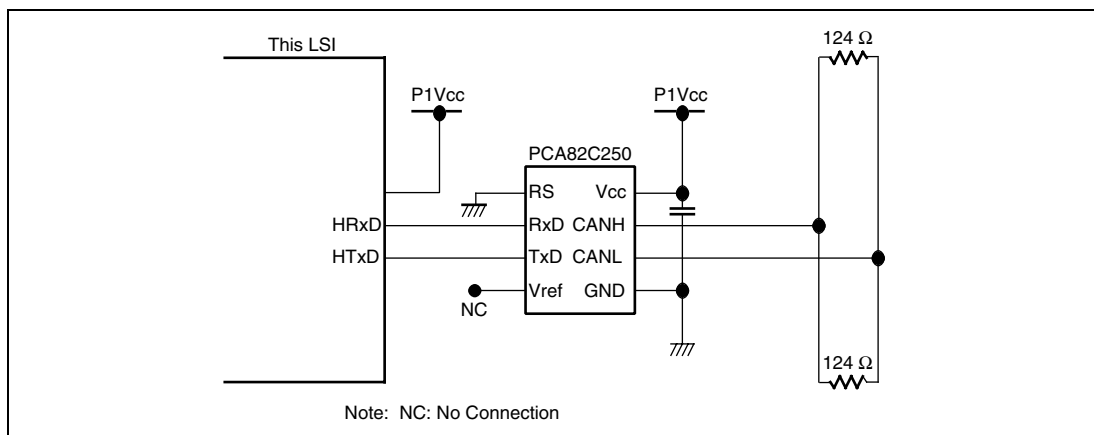 This LSI
124 Ω
P1Vcc
P1Vcc
PCA82C250
RS
Vcc
HRxD
RxD
CANH
HTxD
TxD
CANL
Vref
GND
NC
124 Ω
Note: NC: No Connection